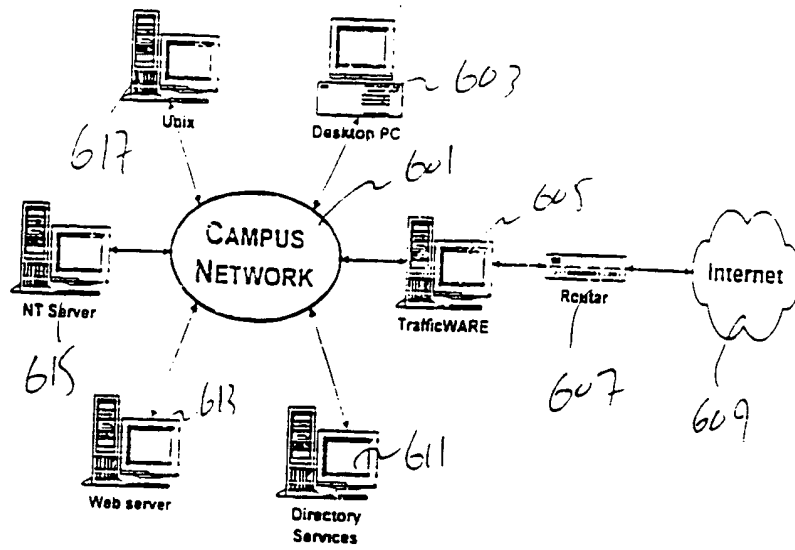 603
Unix
Desktop PC
617
601
605
CAMPUS
NETWORK
Internet
NT Server
TrafficWARE
Router
615
607
609
613
611
Web server
Directory
Services